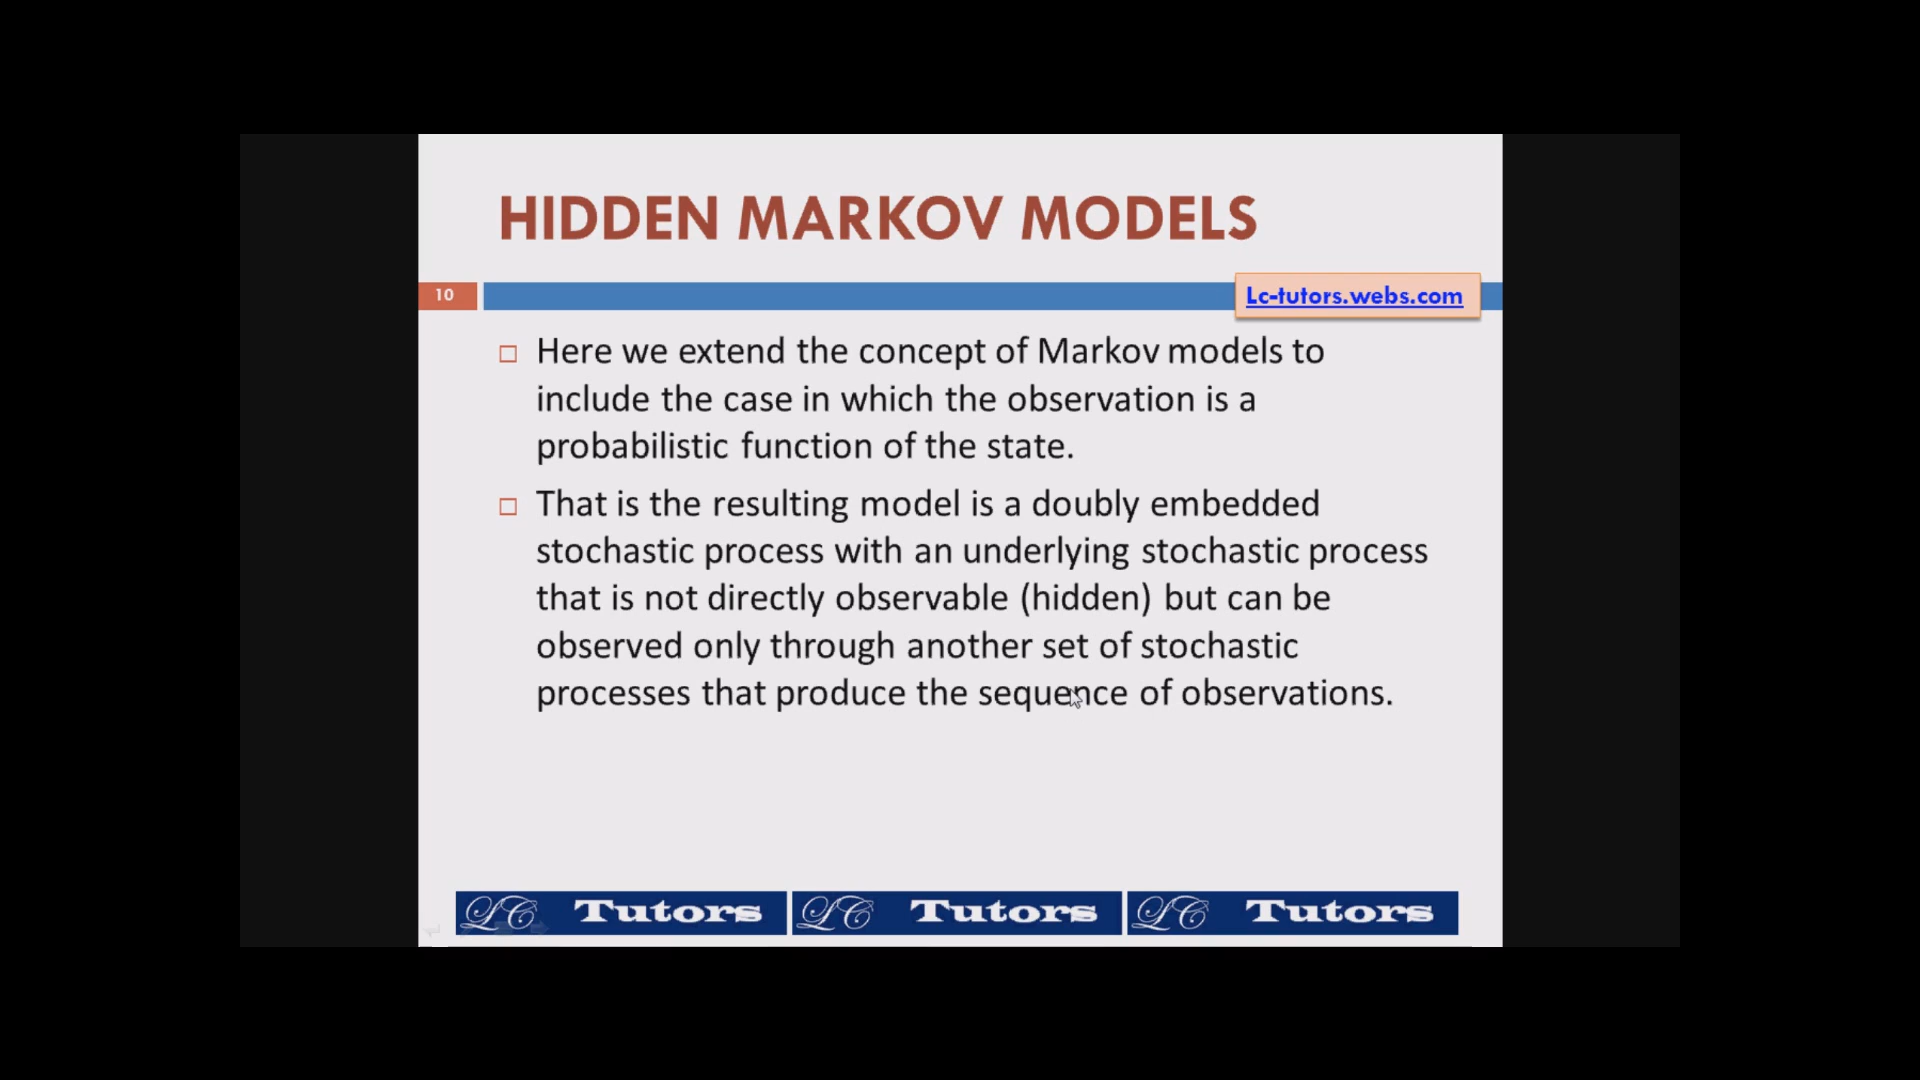 HIDDEN MARKOV MODELS
10
Lc-tutors.webs.com
Here we extend the concept of Markov models to
include the case in which the observation is a
probabilistic function of the state.
That is the resulting model is a doubly embedded
stochastic process with an underlying stochastic process
that is not directly observable (hidden) but can be
observed only through another set of stochastic
processes that produce the sequence of observations.
LC Tutors LC Tutors LC Tutors